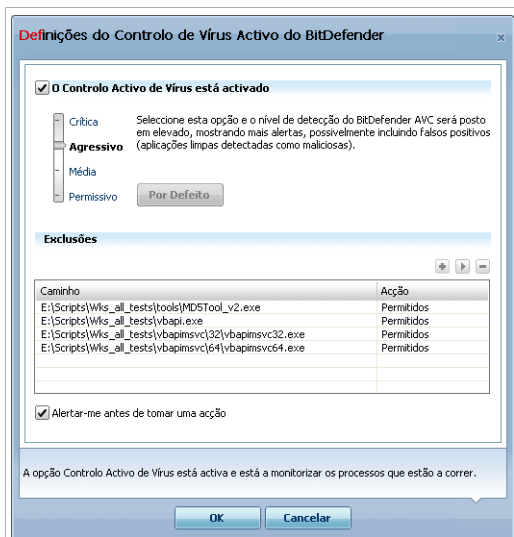 Definições do Controlo de Vírus Activo do BitDefender
x
O Controlo Activo de Vírus está activado
Crítica
Agressivo
Média
Permissivo
Seleccione esta opção e o nível de detecção do BitDefender AVC será posto
em elevado, mostrando mais alertas, possivelmente incluindo falsos positivos
(aplicações limpas detectadas como maliciosas).
Por Defeito
Exclusões
Caminho Acção
E:\Scripts\Wks_all_tests\tools\MD5Tool_v2.exe Permitidos
E:\Scripts\Wks_all_tests\vbapi.exe Permitidos
E:\Scripts\Wks_all_tests\vbapimsvc\32\vbapimsvc32.exe Permitidos
E:\Scripts\Wks_all_tests\vbapimsvc\64\vbapimsvc64.exe Permitidos
Alertar-me antes de tomar uma acção
A opção Controlo Activo de Vírus está activa e está a monitorizar os processos que estão a correr.
OK Cancelar